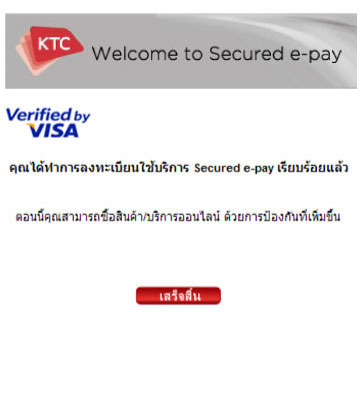 KTC
Welcome to Secured e-pay
Verified by
VISA
คุณได้ทำการลงทะเบียนใช้บริการ Secured e-pay เรียบร้อยแล้ว
ตอนนี้คุณสามารถซื้อสินค้า/บริการออนไลน์ ด้วยการป้องกันที่เพิ่มขึ้น
เสร็จสิ้น